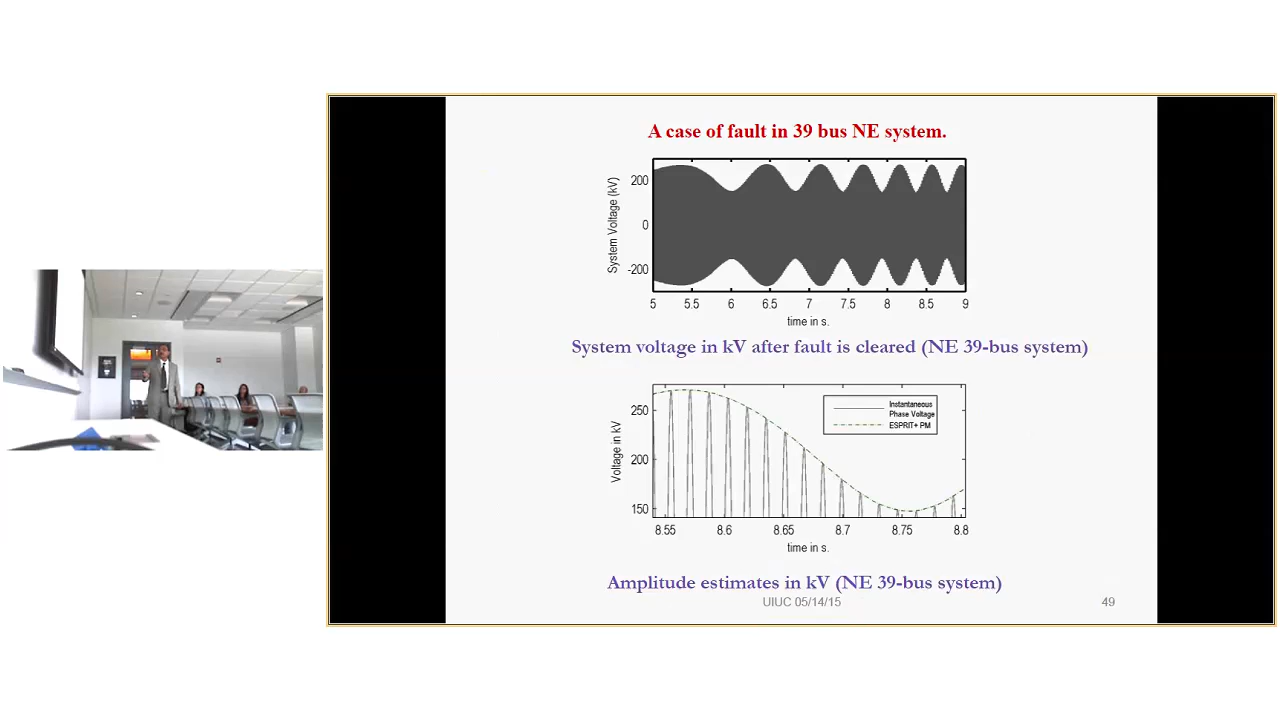 A case of fault in 39 bus NE system.
System Voltage (kV)
200
0
-200
5 5.5 6 6.5 7 7.5 8 8.5 9
time in s.
System voltage in kV after fault is cleared (NE 39-bus system)
Voltage in kV
250
200
150
Instantaneous
Phase Voltage
ESPRIT+ PM
8.55 8.6 8.65 8.7 8.75 8.8
time in s.
Amplitude estimates in kV (NE 39-bus system)
UIUC 05/14/15
49